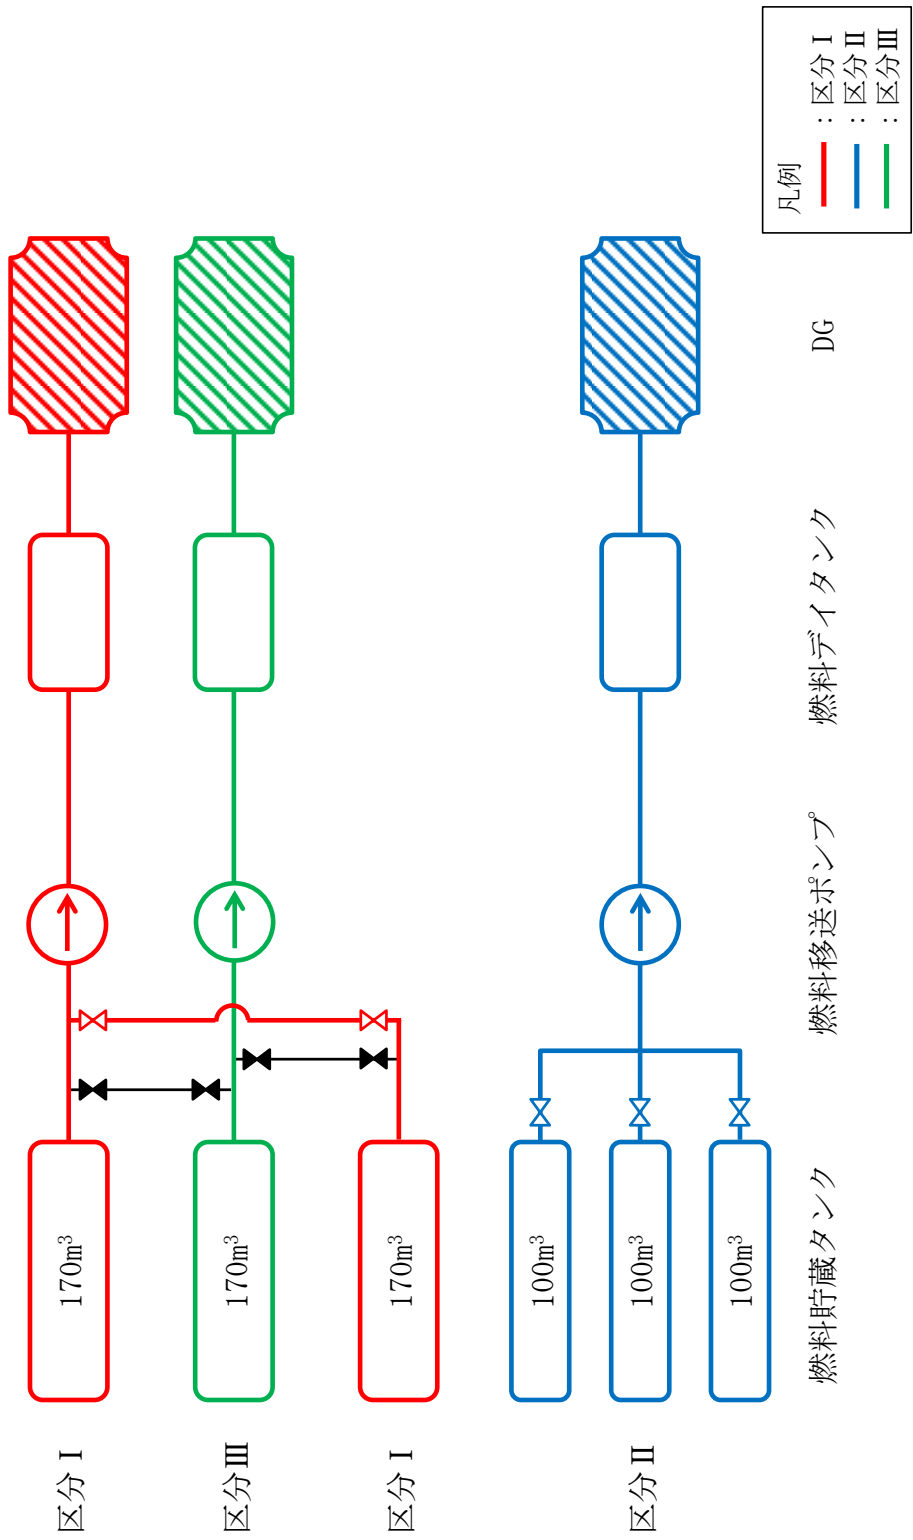 区分Ⅰ
170m³
区分Ⅲ
170m³
区分Ⅰ
170m³
区分Ⅱ
100m³
100m³
100m³
燃料貯蔵タンク
燃料移送ポンプ
燃料デイタンク
DG
凡例
：区分Ⅰ
：区分Ⅱ
：区分Ⅲ